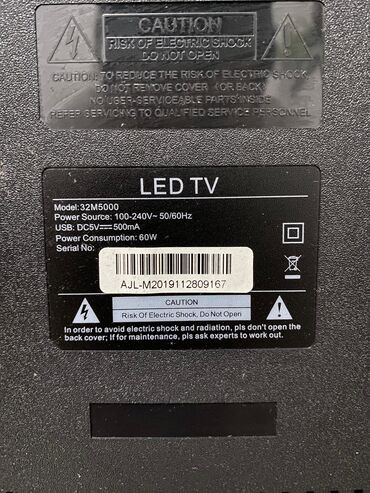 CAUTION
RISK OF ELECTRIC SHOCK
DO NOT OPEN
CAUTION: TO REDUCE THE RISK OF ELECTRIC SHOCK,
DO NOT REMOVE COVER (OR BACK)
NO USER-SERVICEABLE PARTS INSIDE
REFER SERVICING TO QUALIFIED SERVICE PERSONNEL
LED TV
Model: 32M5000
Power Source: 100-240V~ 50/60Hz
USB: DC5V⎓500mA
Power Consumption: 60W
Serial No:
AJL-M2019112809167
CAUTION
Risk Of Electric Shock, Do Not Open
In order to avoid electric shock and radiation, pls don't open the
back cover; If for maintenance, pls ask experts to work out.